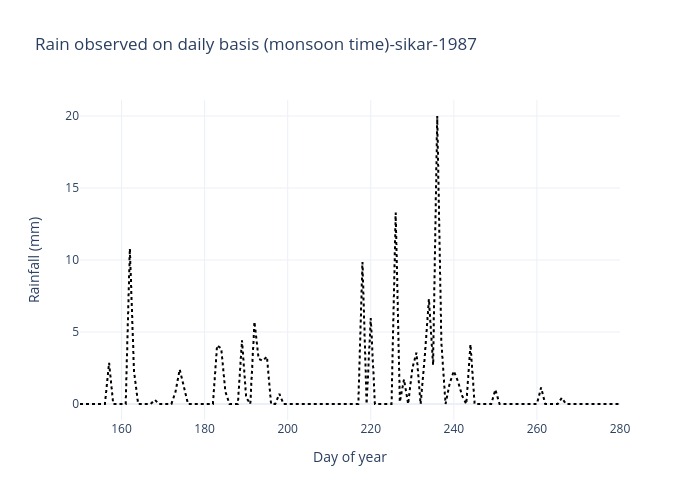 Rain observed on daily basis (monsoon time)-sikar-1987
20
15
10
5
0
Rainfall (mm)
160 180 200 220 240 260 280
Day of year